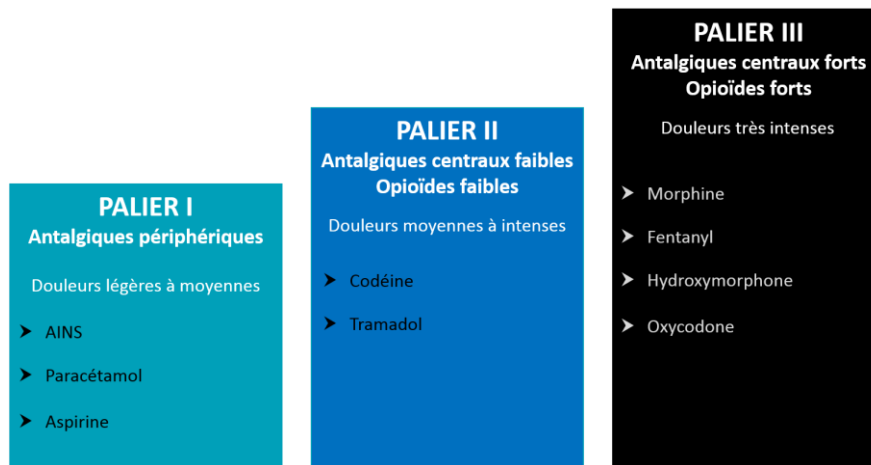 PALIER I
Antalgiques périphériques
Douleurs légères à moyennes
➤ AINS
➤ Paracétamol
➤ Aspirine
PALIER II
Antalgiques centraux faibles
Opioïdes faibles
Douleurs moyennes à intenses
➤ Codéine
➤ Tramadol
PALIER III
Antalgiques centraux forts
Opioïdes forts
Douleurs très intenses
➤ Morphine
➤ Fentanyl
➤ Hydroxymorphone
➤ Oxycodone